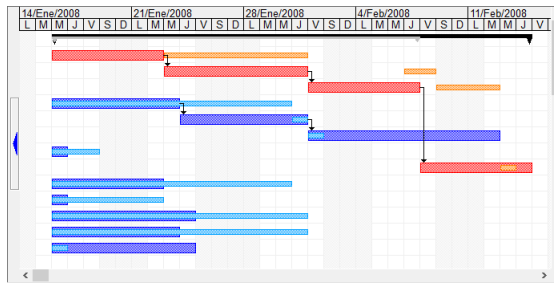 14/Ene/2008 21/Ene/2008 28/Ene/2008 4/Feb/2008 11/Feb/2008
L M M J V S D L M M J V S D L M M J V S D L M M J V S D L M M J V